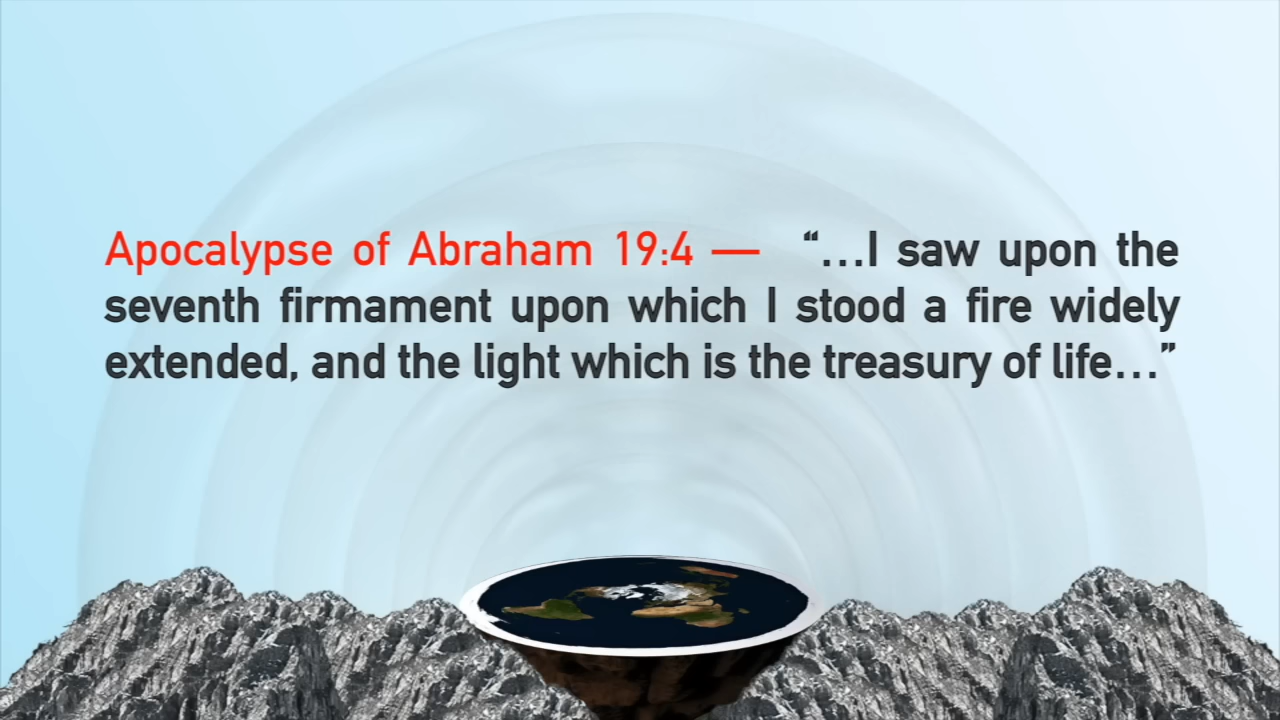 Apocalypse of Abraham 19:4 — “…I saw upon the
seventh firmament upon which I stood a fire widely
extended, and the light which is the treasury of life…”